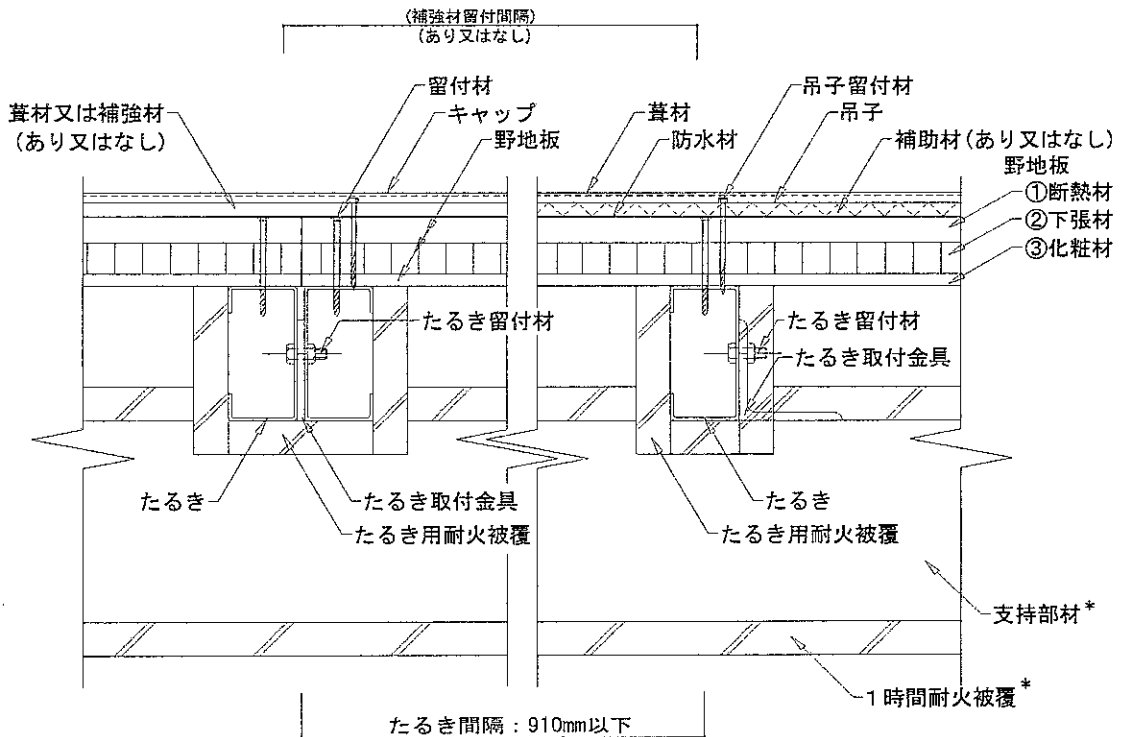 (補強材留付間隔)
(あり又はなし)
留付材
吊子留付材
葺材又は補強材
(あり又はなし)
キャップ
葺材
吊子
野地板
防水材
補助材(あり又はなし)
野地板
①断熱材
②下張材
③化粧材
たるき留付材
たるき留付材
たるき取付金具
たるき
たるき取付金具
たるき
たるき用耐火被覆
たるき用耐火被覆
支持部材*
1時間耐火被覆*
たるき間隔:910mm以下